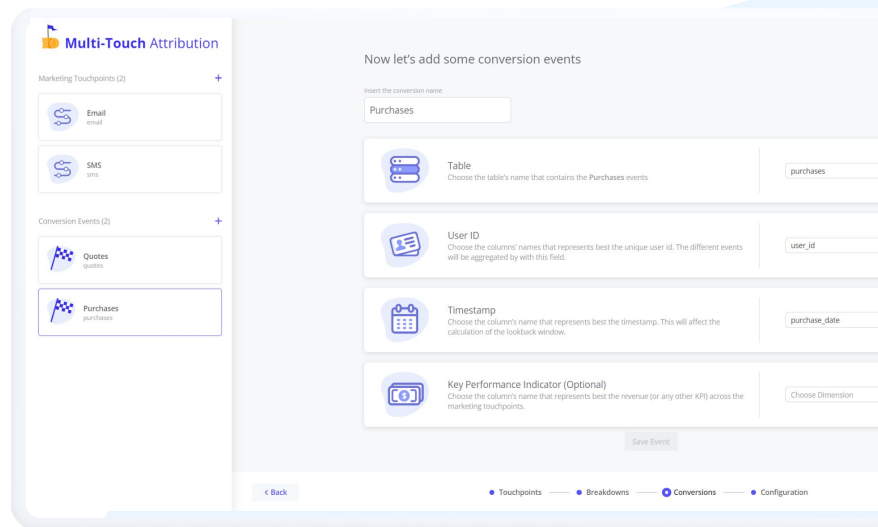 Multi-Touch Attribution
Marketing Touchpoints (2) +
Email
email
SMS
sms
Conversion Events (2) +
Quotes
quotes
Purchases
purchases
Now let's add some conversion events
Insert the conversion name
Purchases
Table
Choose the table's name that contains the Purchases events
purchases
User ID
Choose the columns' names that represents best the unique user id. The different events
will be aggregated by with this field.
user_id
Timestamp
Choose the column's name that represents best the timestamp. This will affect the
calculation of the lookback window.
purchase_date
Key Performance Indicator (Optional)
Choose the column's name that represents best the revenue (or any other KPI) across the
marketing touchpoints.
Choose Dimension
Save Event
< Back
Touchpoints
Breakdowns
Conversions
Configuration